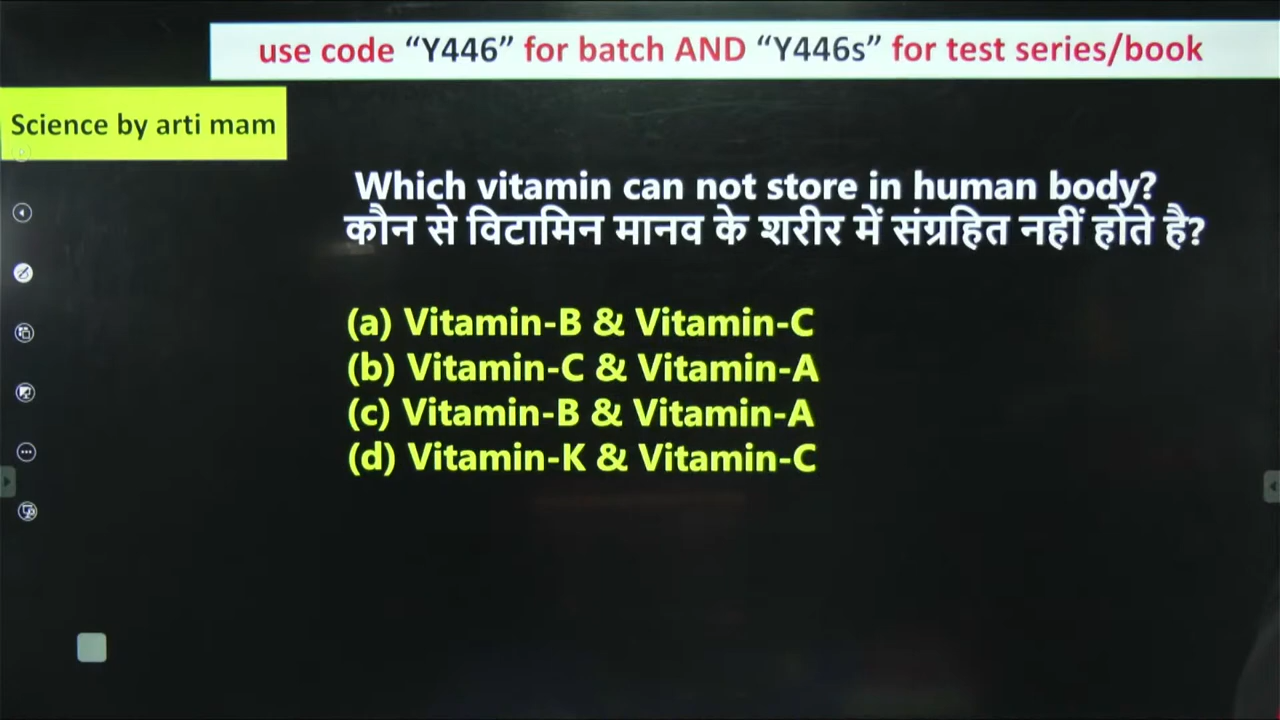 use code “Y446” for batch AND “Y446s” for test series/book
Science by arti mam
Which vitamin can not store in human body?
कौन से विटामिन मानव के शरीर में संग्रहित नहीं होते है?
(a) Vitamin-B & Vitamin-C
(b) Vitamin-C & Vitamin-A
(c) Vitamin-B & Vitamin-A
(d) Vitamin-K & Vitamin-C